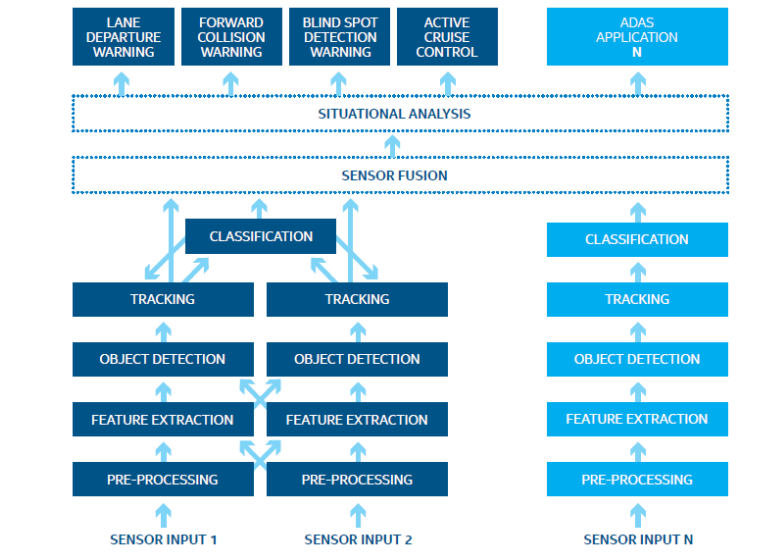 LANE
DEPARTURE
WARNING
FORWARD
COLLISION
WARNING
BLIND SPOT
DETECTION
WARNING
ACTIVE
CRUISE
CONTROL
ADAS
APPLICATION
N
SITUATIONAL ANALYSIS
SENSOR FUSION
CLASSIFICATION
CLASSIFICATION
TRACKING
TRACKING
TRACKING
OBJECT DETECTION
OBJECT DETECTION
OBJECT DETECTION
FEATURE EXTRACTION
FEATURE EXTRACTION
FEATURE EXTRACTION
PRE-PROCESSING
PRE-PROCESSING
PRE-PROCESSING
SENSOR INPUT 1
SENSOR INPUT 2
SENSOR INPUT N